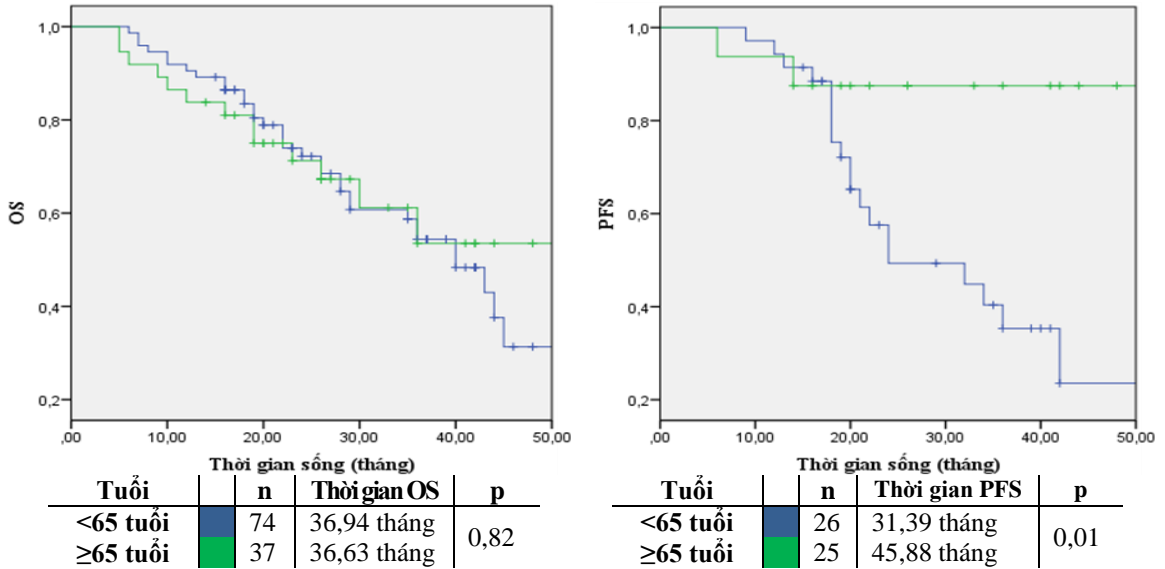 OS
1,0
0,8
0,6
0,4
0,2
,00 10,00 20,00 30,00 40,00 50,00
Thời gian sống (tháng)
Tuổi n Thời gian OS p
<65 tuổi 74 36,94 tháng 0,82
≥65 tuổi 37 36,63 tháng
PFS
1,0
0,8
0,6
0,4
0,2
,00 10,00 20,00 30,00 40,00 50,00
Thời gian sống (tháng)
Tuổi n Thời gian PFS p
<65 tuổi 26 31,39 tháng 0,01
≥65 tuổi 25 45,88 tháng